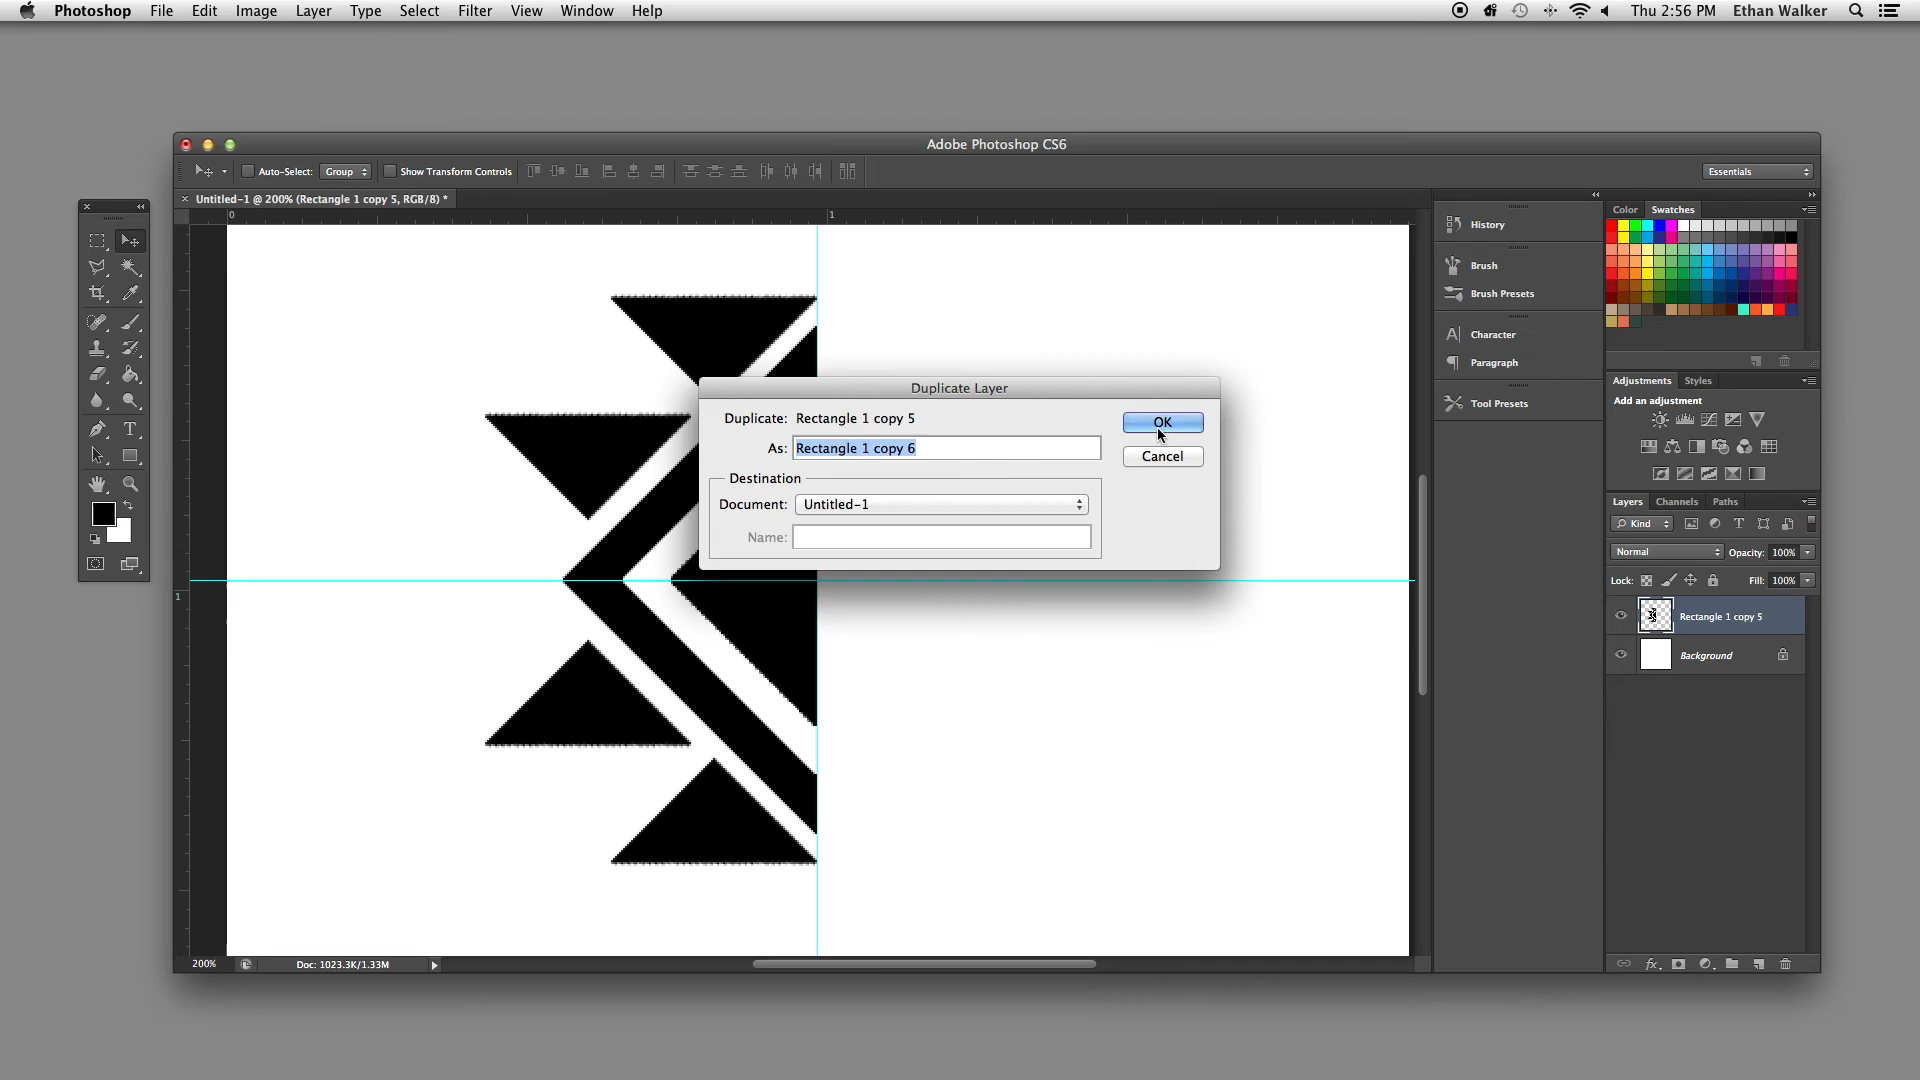 Photoshop File Edit Image Layer Type Select Filter View Window Help Thu 2:56 PM Ethan Walker
Adobe Photoshop CS6
Auto-Select: Group Show Transform Controls Essentials
Untitled-1 @ 200% (Rectangle 1 copy 5, RGB/8) *
0 1
1
History
Brush
Brush Presets
Character
Paragraph
Tool Presets
Color Swatches
Adjustments Styles
Add an adjustment
Layers Channels Paths
Kind
Normal Opacity: 100%
Lock: Fill: 100%
Rectangle 1 copy 5
Background
Duplicate Layer
Duplicate: Rectangle 1 copy 5 OK
As: Rectangle 1 copy 6 Cancel
Destination
Document: Untitled-1
Name:
200% Doc: 1023.3K/1.33M